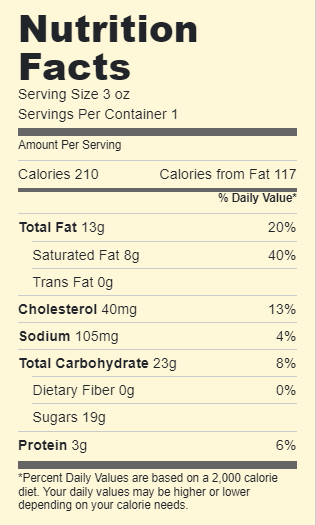 Nutrition
Facts
Serving Size 3 oz
Servings Per Container 1
Amount Per Serving
Calories 210 Calories from Fat 117
% Daily Value*
Total Fat 13g 20%
Saturated Fat 8g 40%
Trans Fat 0g
Cholesterol 40mg 13%
Sodium 105mg 4%
Total Carbohydrate 23g 8%
Dietary Fiber 0g 0%
Sugars 19g
Protein 3g 6%
*Percent Daily Values are based on a 2,000 calorie
diet. Your daily values may be higher or lower
depending on your calorie needs.